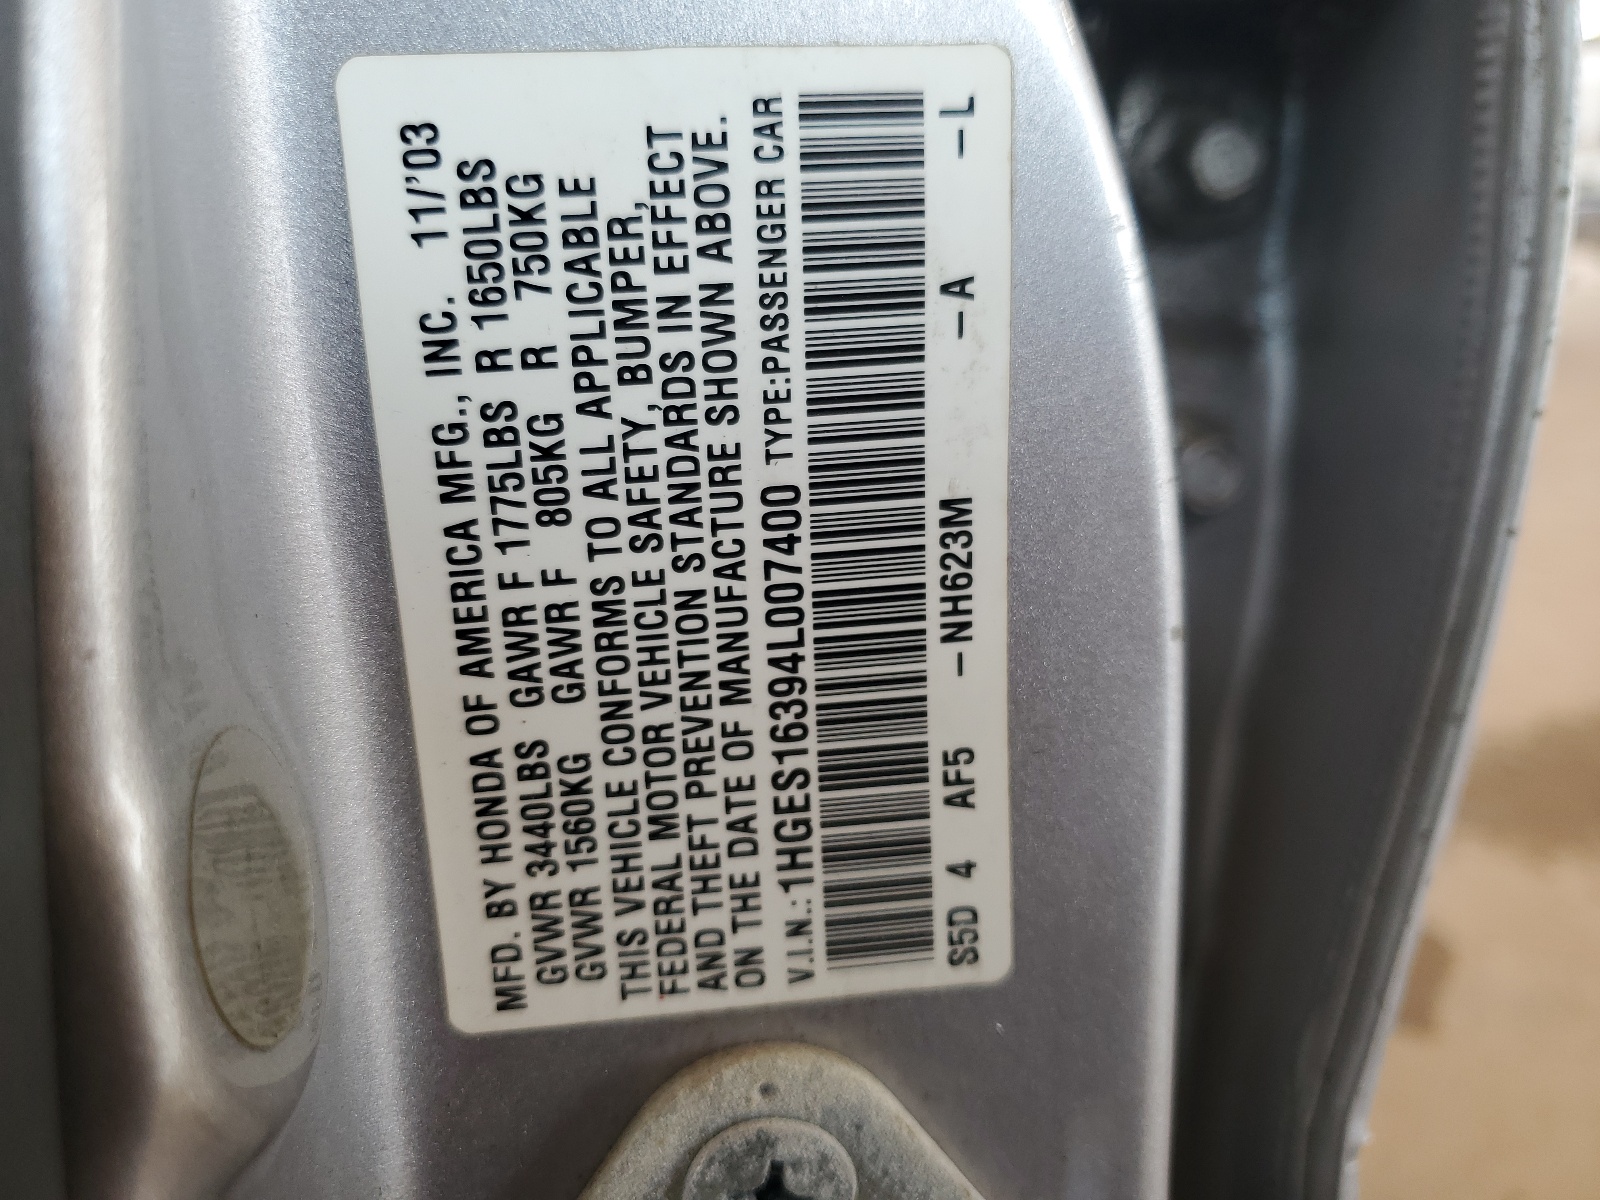 MFD. BY HONDA OF AMERICA MFG., INC. 11/'03
GVWR 3440LBS GAWR F 1775LBS R 1650LBS
GVWR 1560KG GAWR F 805KG R 750KG
THIS VEHICLE CONFORMS TO ALL APPLICABLE
FEDERAL MOTOR VEHICLE SAFETY, BUMPER,
AND THEFT PREVENTION STANDARDS IN EFFECT
ON THE DATE OF MANUFACTURE SHOWN ABOVE.
V.I.N.:1HGES16394L007400 TYPE:PASSENGER CAR
S5D 4 AF5 -NH623M -A -L